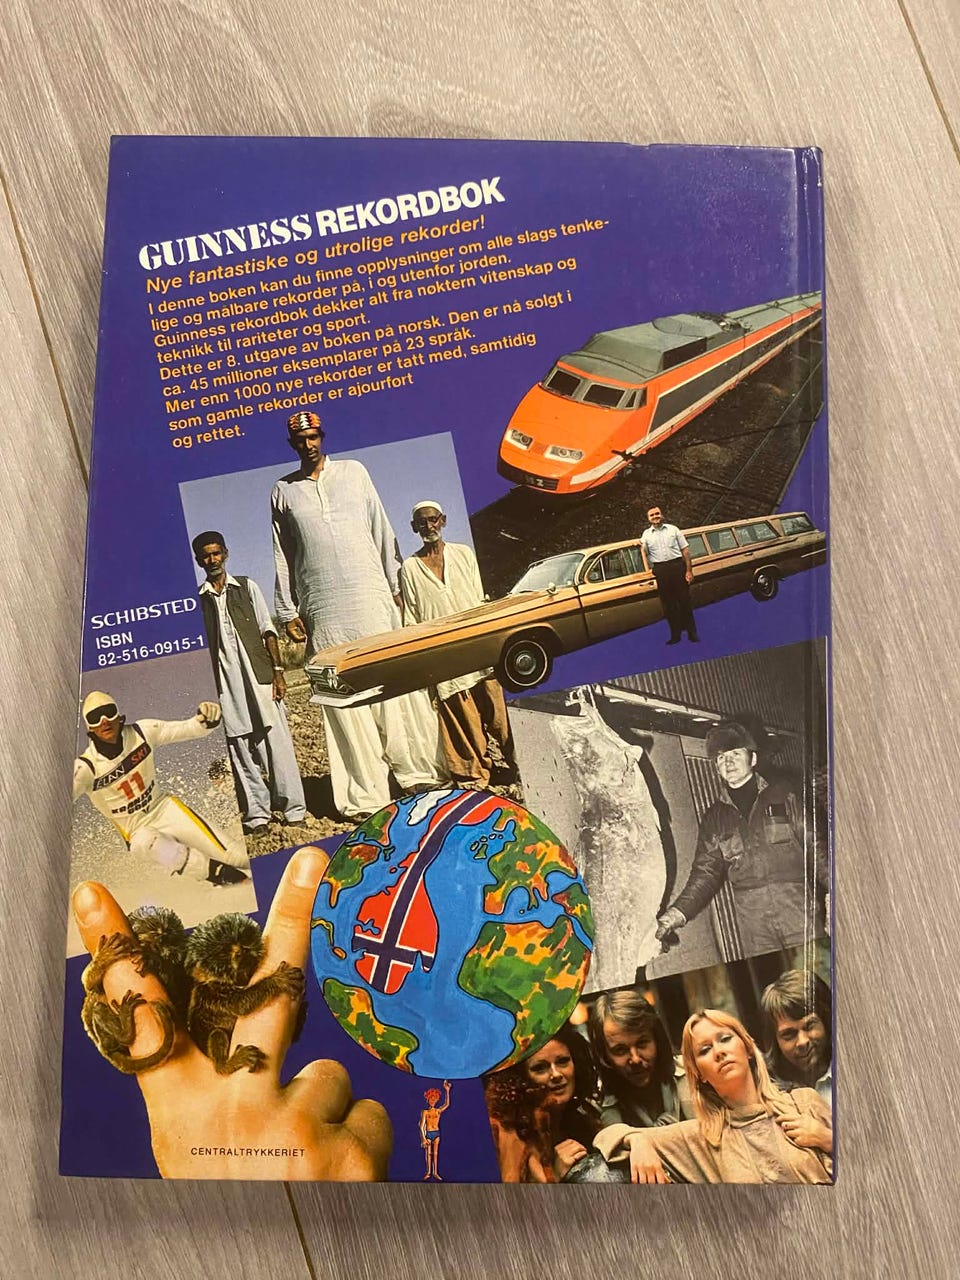 GUINNESS REKORDBOK
Nye fantastiske og utrolige rekorder!
I denne boken kan du finne opplysninger om alle slags tenke-
lige og målbare rekorder på, i og utenfor jorden.
Guinness rekordbok dekker alt fra nøktern vitenskap og
teknikk til rariteter og sport.
Dette er 8. utgave av boken på norsk. Den er nå solgt i
ca. 45 millioner eksemplarer på 23 språk.
Mer enn 1000 nye rekorder er tatt med, samtidig
som gamle rekorder er ajourført
og rettet.
SCHIBSTED
ISBN
82-516-0915-1
11
CENTRALTRYKKERIET